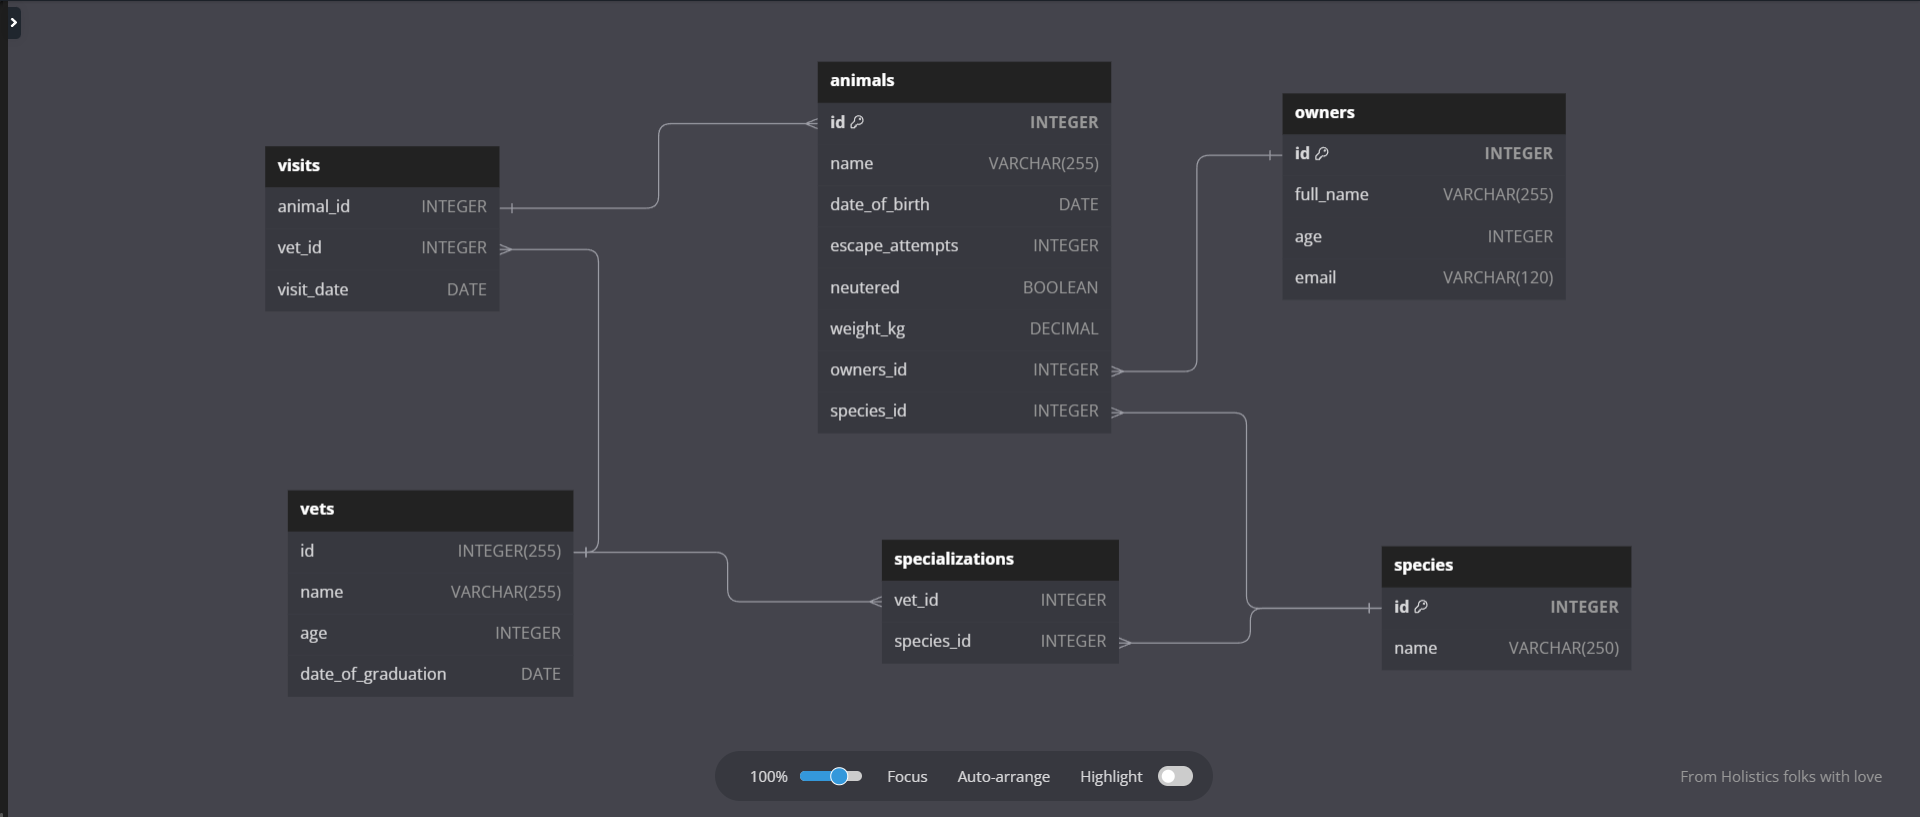 animals
id INTEGER
name VARCHAR(255)
date_of_birth DATE
escape_attempts INTEGER
neutered BOOLEAN
weight_kg DECIMAL
owners_id INTEGER
species_id INTEGER
owners
id INTEGER
full_name VARCHAR(255)
age INTEGER
email VARCHAR(120)
visits
animal_id INTEGER
vet_id INTEGER
visit_date DATE
vets
id INTEGER(255)
name VARCHAR(255)
age INTEGER
date_of_graduation DATE
specializations
vet_id INTEGER
species_id INTEGER
species
id INTEGER
name VARCHAR(250)
100% Focus Auto-arrange Highlight
From Holistics folks with love